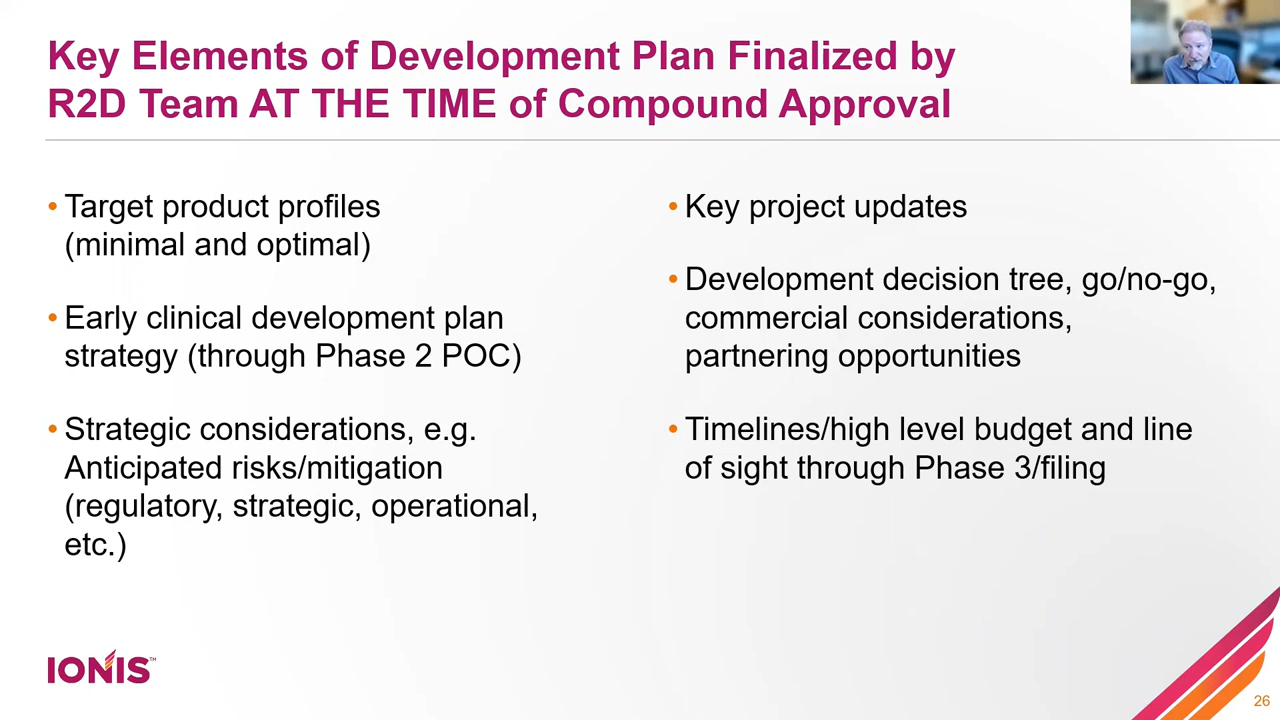 Key Elements of Development Plan Finalized by
R2D Team AT THE TIME of Compound Approval
• Target product profiles
(minimal and optimal)
• Early clinical development plan
strategy (through Phase 2 POC)
• Strategic considerations, e.g.
Anticipated risks/mitigation
(regulatory, strategic, operational,
etc.)
• Key project updates
• Development decision tree, go/no-go,
commercial considerations,
partnering opportunities
• Timelines/high level budget and line
of sight through Phase 3/filing
IONIS™
26